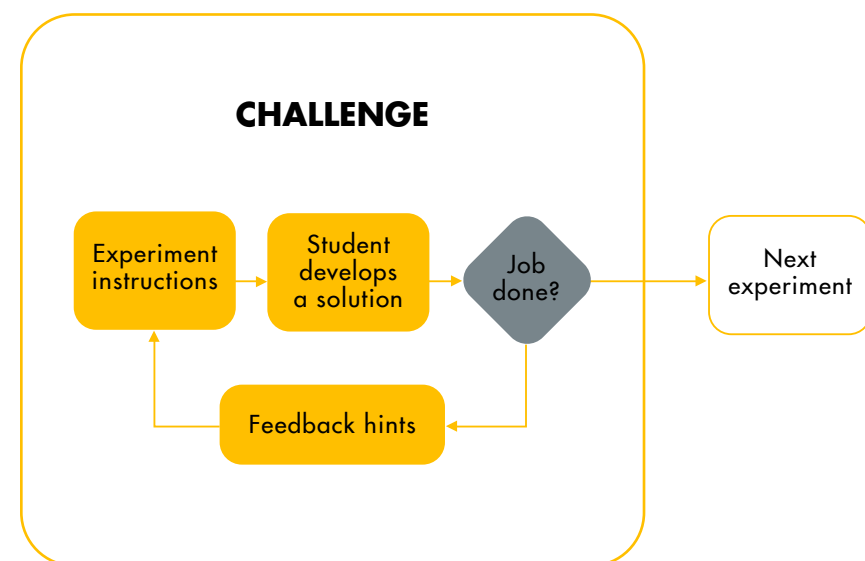 CHALLENGE
Experiment
instructions
Student
develops
a solution
Job
done?
Next
experiment
Feedback hints